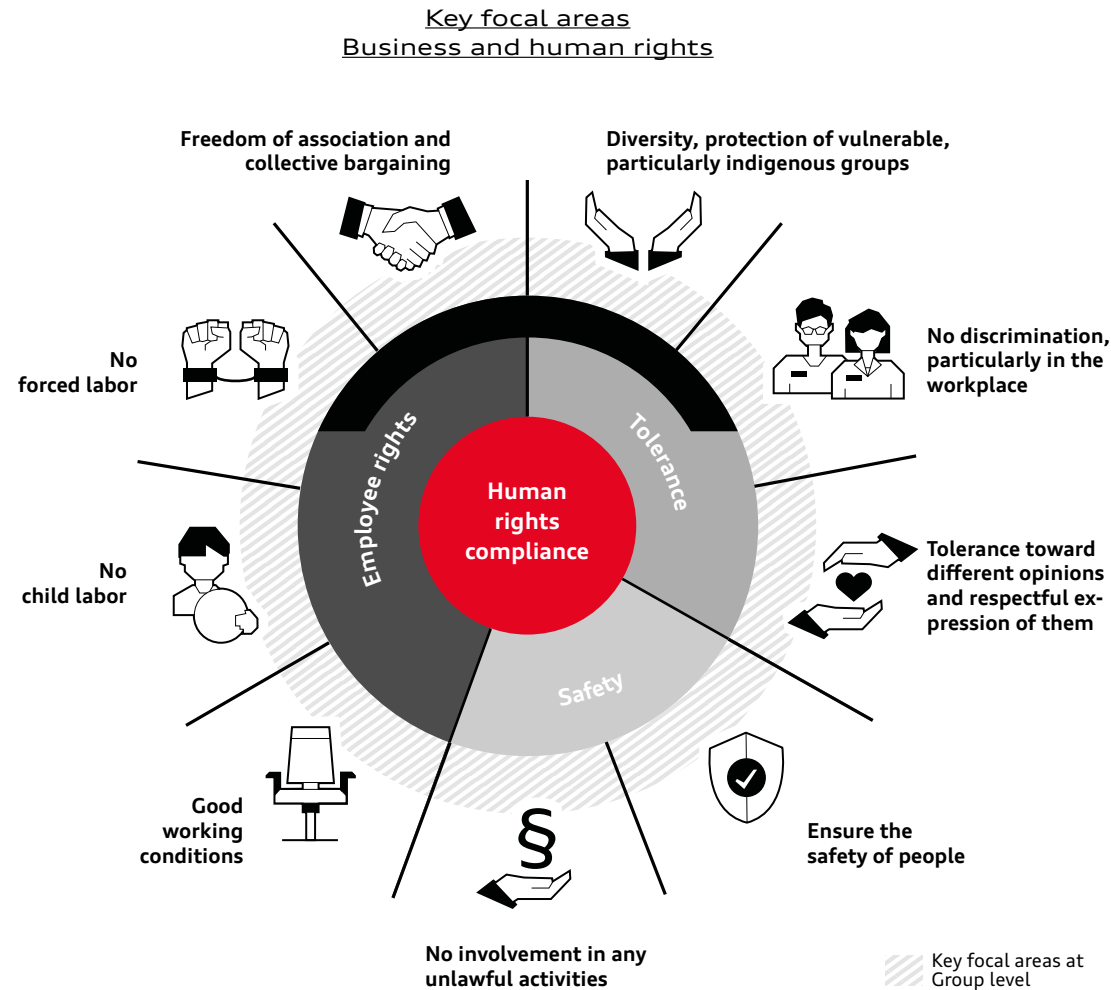 Key focal areas
Business and human rights
Freedom of association and
collective bargaining
Diversity, protection of vulnerable,
particularly indigenous groups
No
forced labor
No discrimination,
particularly in the
workplace
Employee rights
Tolerance
Human
rights
compliance
No
child labor
Tolerance toward
different opinions
and respectful ex-
pression of them
Safety
Good
working
conditions
§
Ensure the
safety of people
No involvement in any
unlawful activities
Key focal areas at
Group level